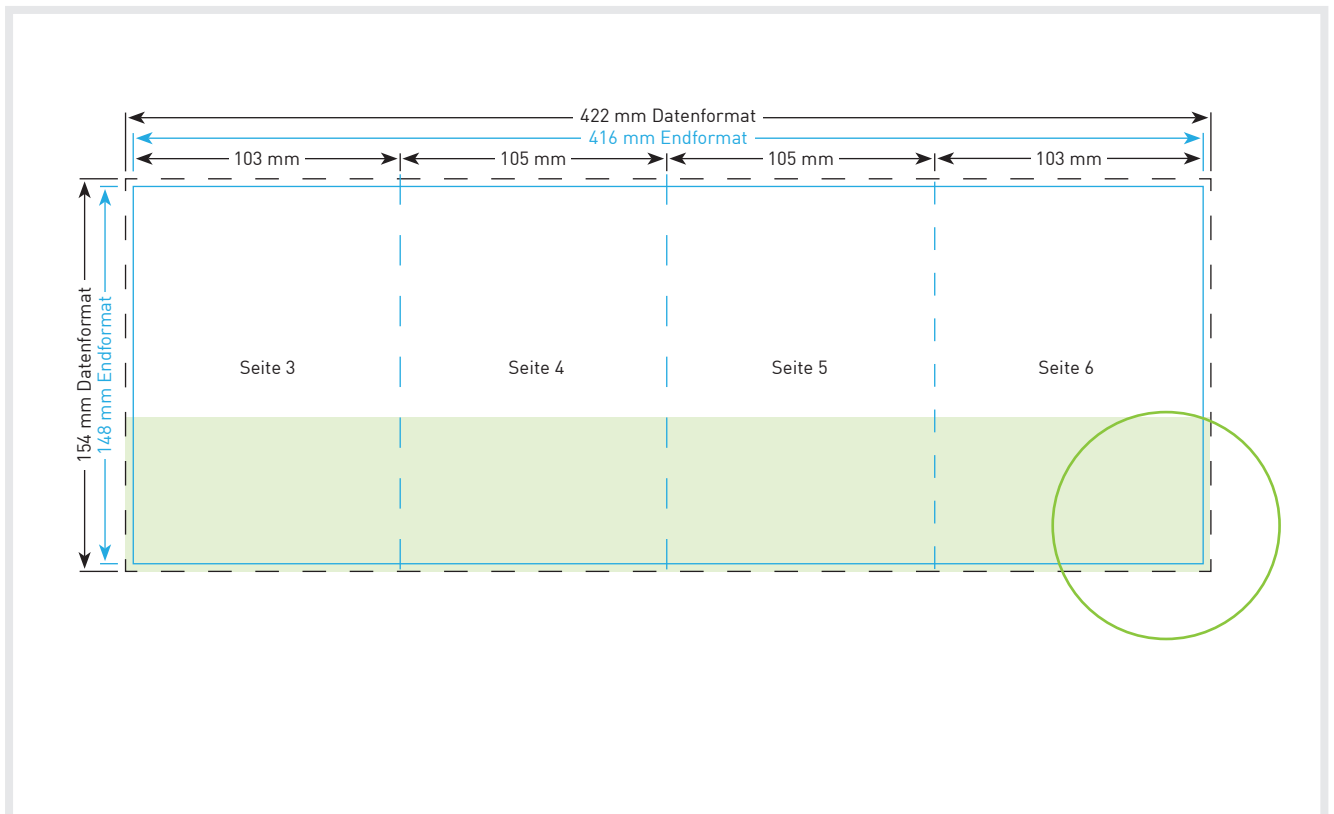 422 mm Datenformat
416 mm Endformat
103 mm
105 mm
105 mm
103 mm
154 mm Datenformat
148 mm Endformat
Seite 3
Seite 4
Seite 5
Seite 6